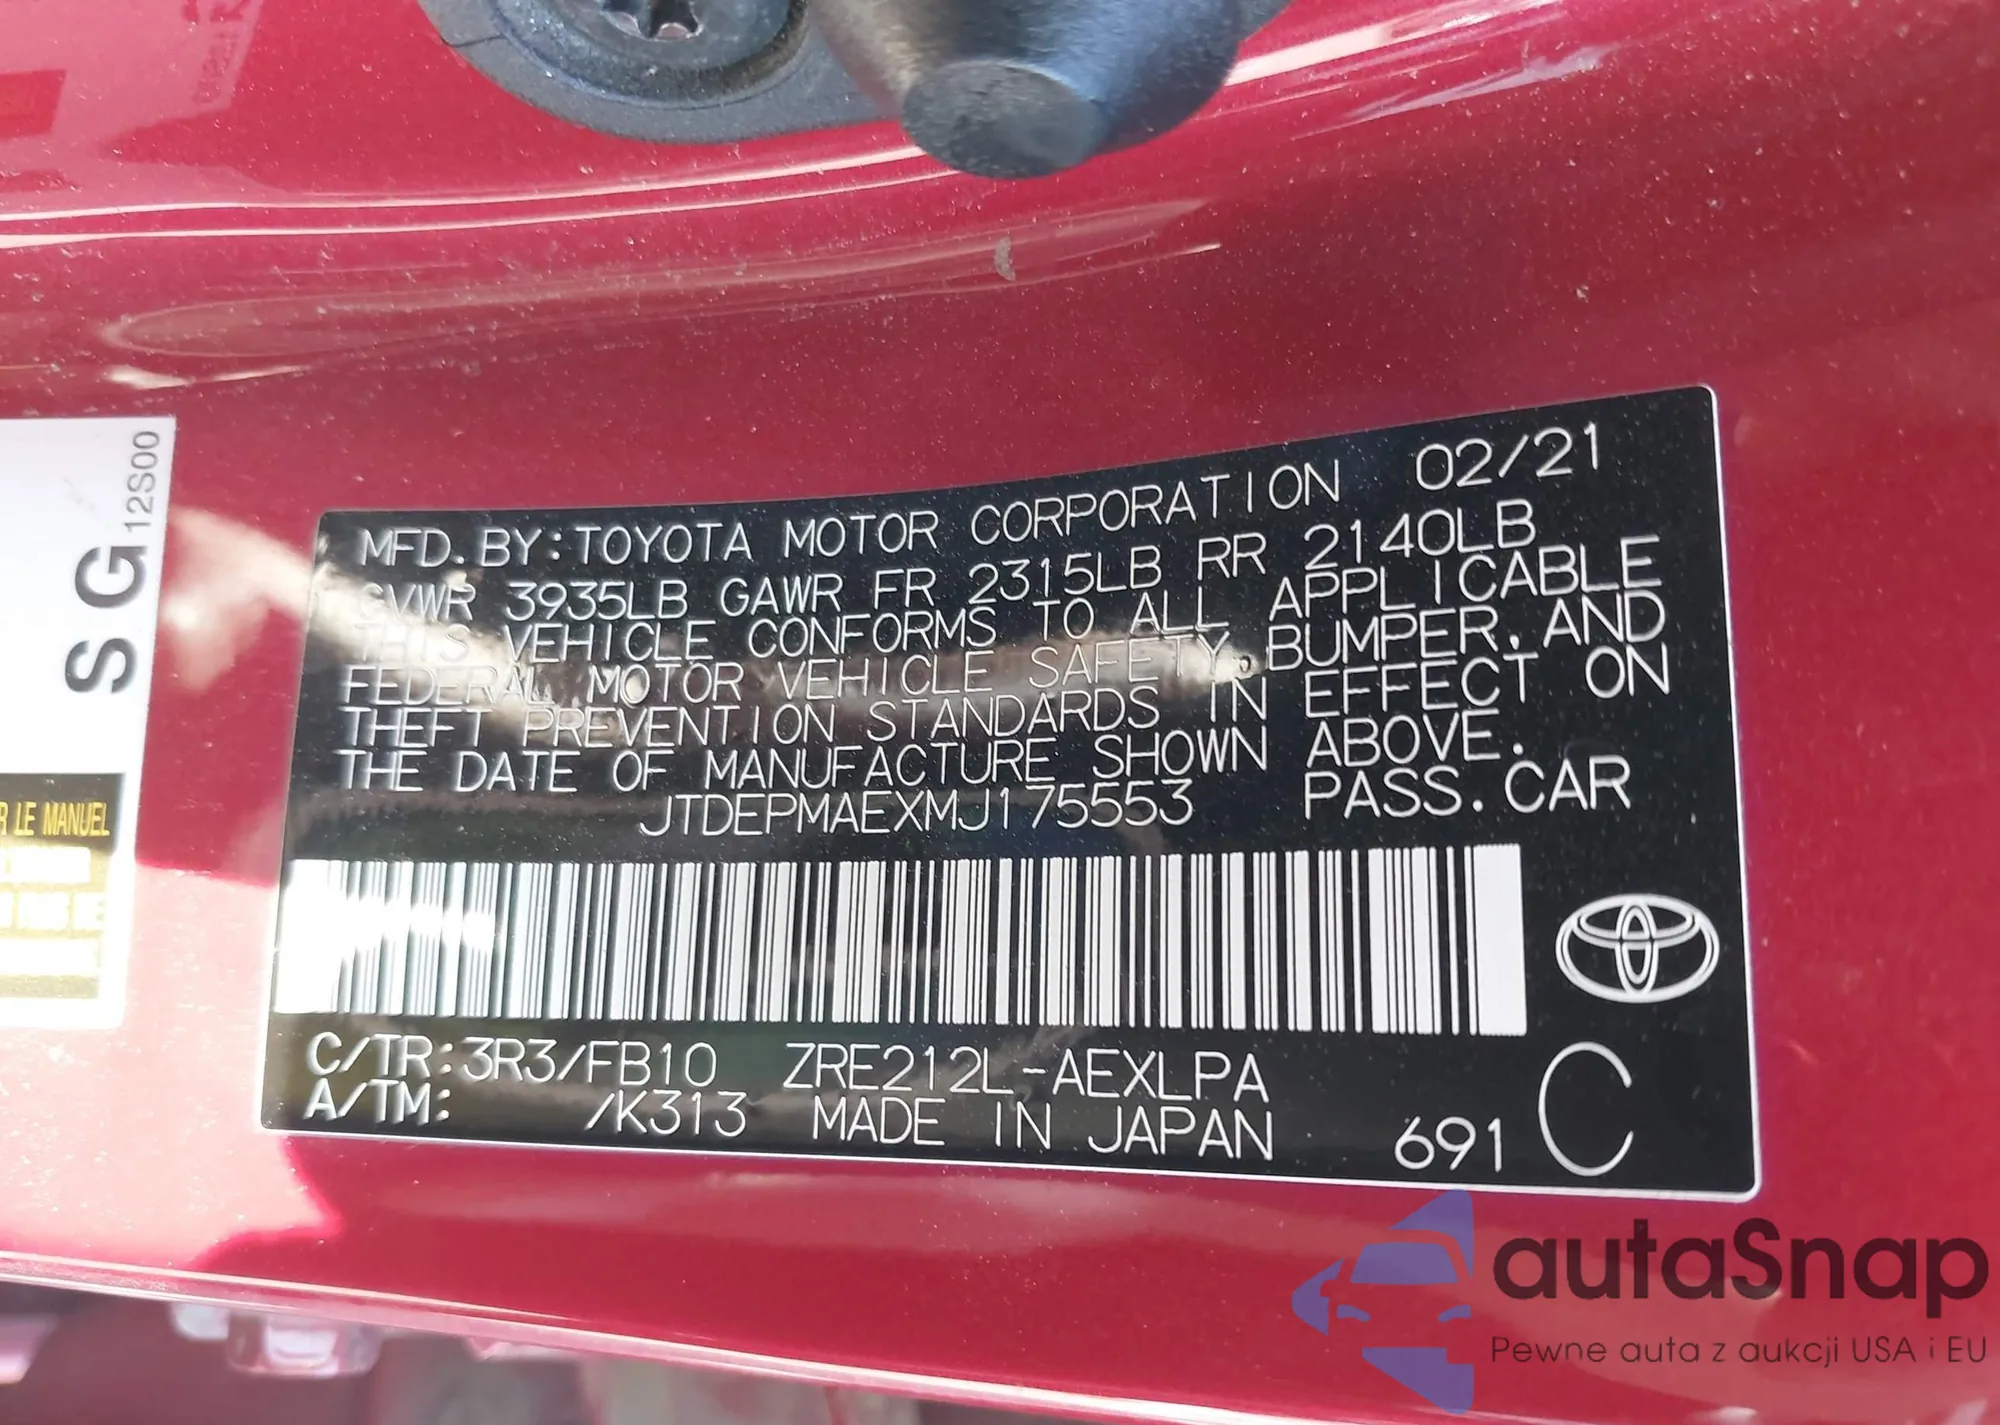 12S00
SG
R LE MANUEL
MFD. BY: TOYOTA MOTOR CORPORATION 02/21
GVWR 3935LB GAWR FR 2315LB RR 2140LB
THIS VEHICLE CONFORMS TO ALL APPLICABLE
FEDERAL MOTOR VEHICLE SAFETY, BUMPER, AND
THEFT PREVENTION STANDARDS IN EFFECT ON
THE DATE OF MANUFACTURE SHOWN ABOVE.
JTDEPMAEXMJ175553 PASS. CAR
C/TR: 3R3/FB10 ZRE212L-AEXLPA
A/TM: /K313 MADE IN JAPAN 691 C
autaSnap
Pewne auta z aukcji USA i EU